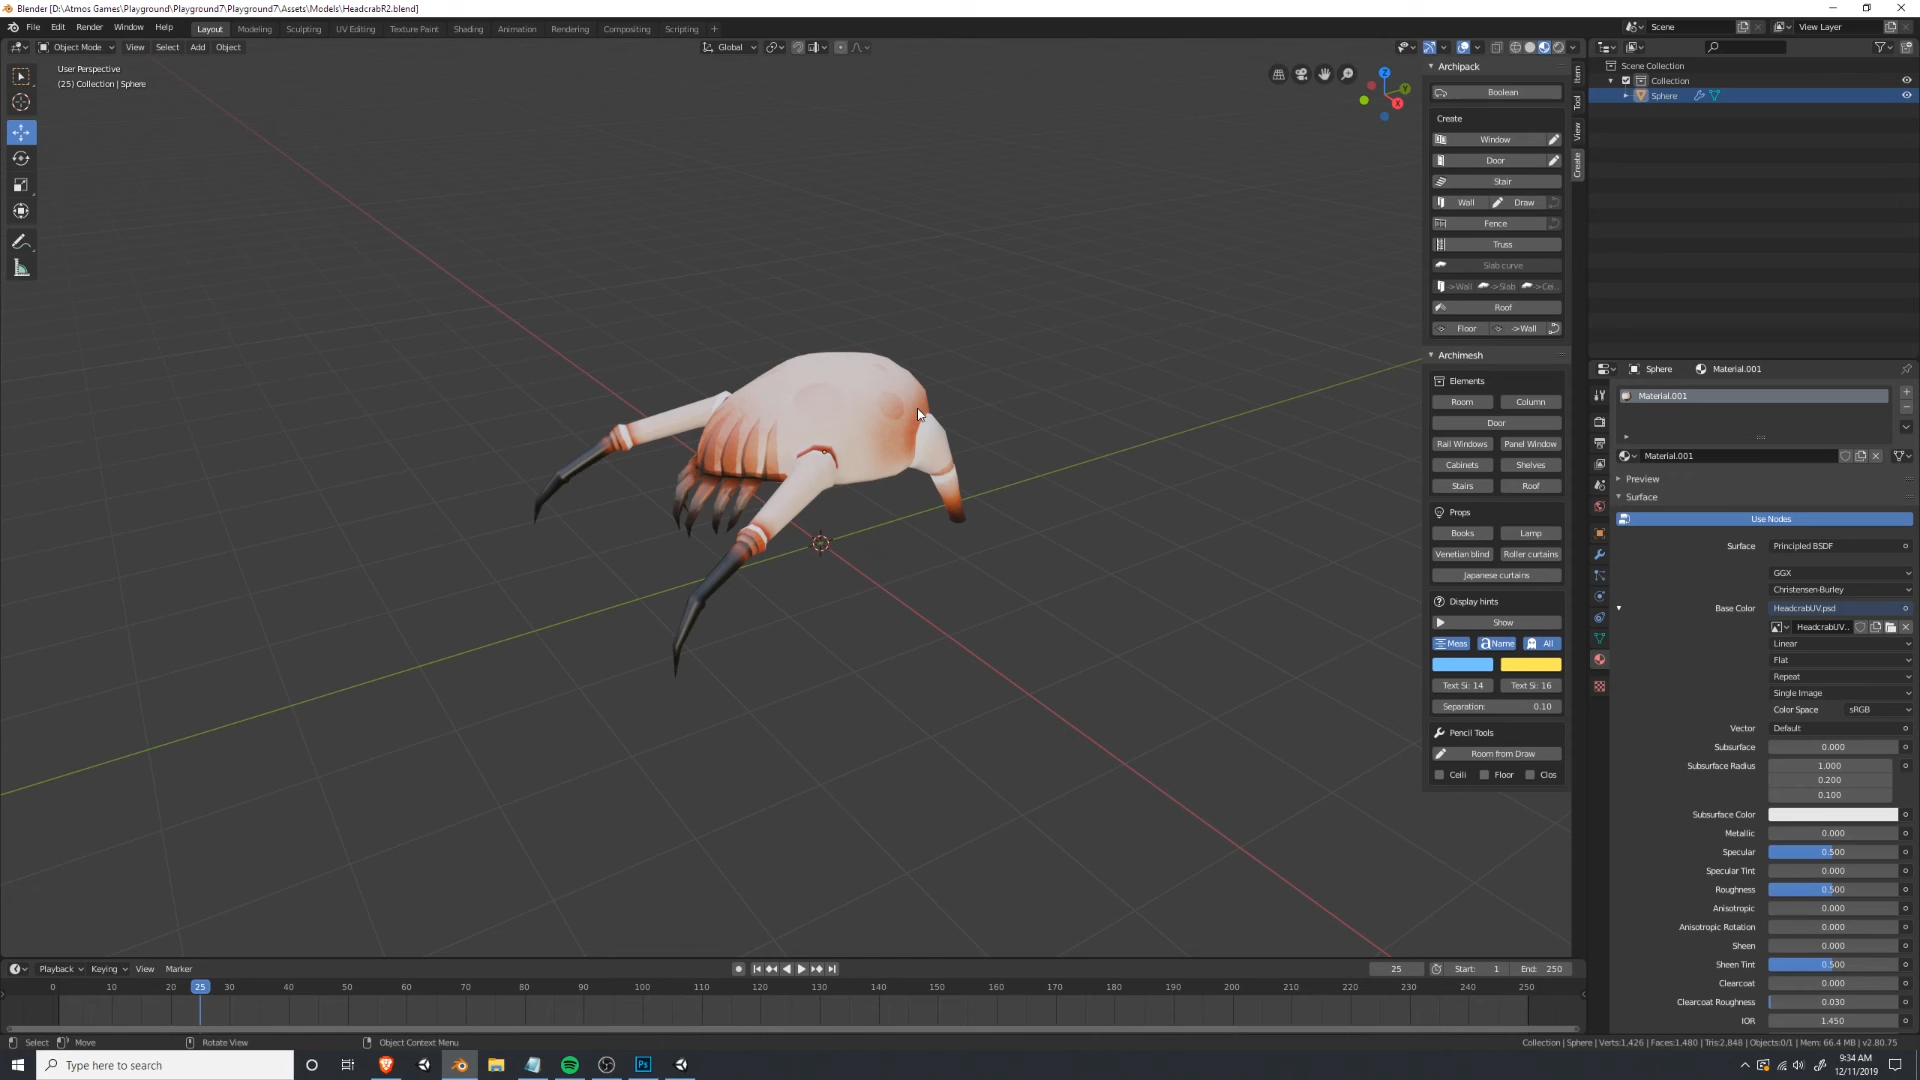 Blender [D:\Atmos Games\Playground\Playground7\Playground7\Assets\Models\HeadcrabR2.blend]
File Edit Render Window Help Layout Modeling Sculpting UV Editing Texture Paint Shading Animation Rendering Compositing Scripting + Scene View Layer
Object Mode View Select Add Object Global
User Perspective
(25) Collection | Sphere
Z
Y
X
Archipack
Boolean
Create
Window
Door
Stair
Wall Draw
Fence
Truss
Slab curve
->Wall ->Slab ->Cei..
Roof
Floor ->Wall
Archimesh
Elements
Room Column
Door
Rail Windows Panel Window
Cabinets Shelves
Stairs Roof
Props
Books Lamp
Venetian blind Roller curtains
Japanese curtains
Display hints
Show
Meas Name All
Text Si: 14 Text Si: 16
Separation: 0.10
Pencil Tools
Room from Draw
Ceili Floor Clos
Item
Tool
View
Create
Scene Collection
Collection
Sphere
Sphere Material.001
Material.001
Material.001
Preview
Surface
Use Nodes
Surface Principled BSDF
GGX
Christensen-Burley
Base Color HeadcrabUV.psd
HeadcrabUV..
Linear
Flat
Repeat
Single Image
Color Space sRGB
Vector Default
Subsurface 0.000
Subsurface Radius 1.000
0.200
0.100
Subsurface Color
Metallic 0.000
Specular 0.500
Specular Tint 0.000
Roughness 0.500
Anisotropic 0.000
Anisotropic Rotation 0.000
Sheen 0.000
Sheen Tint 0.500
Clearcoat 0.000
Clearcoat Roughness 0.030
IOR 1.450
Playback Keying View Marker 25 Start: 1 End: 250
0 10 20 25 30 40 50 60 70 80 90 100 110 120 130 140 150 160 170 180 190 200 210 220 230 240 250
Select Move Rotate View Object Context Menu Collection | Sphere | Verts:1,426 | Faces:1,480 | Tris:2,848 | Objects:0/1 | Mem: 66.4 MB | v2.80.75
Type here to search
Ps
9:34 AM
12/11/2019